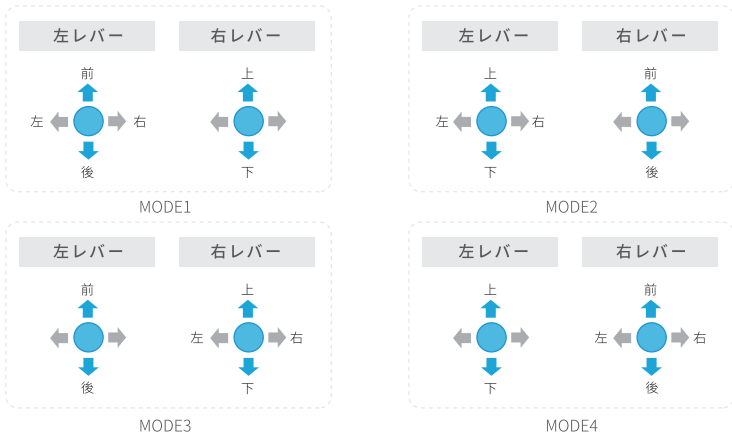 左レバー
右レバー
前
上
左 右
後
下
MODE1
左レバー
右レバー
上
前
左 右
下
後
MODE2
左レバー
右レバー
前
上
左 右
後
下
MODE3
左レバー
右レバー
上
前
左 右
下
後
MODE4